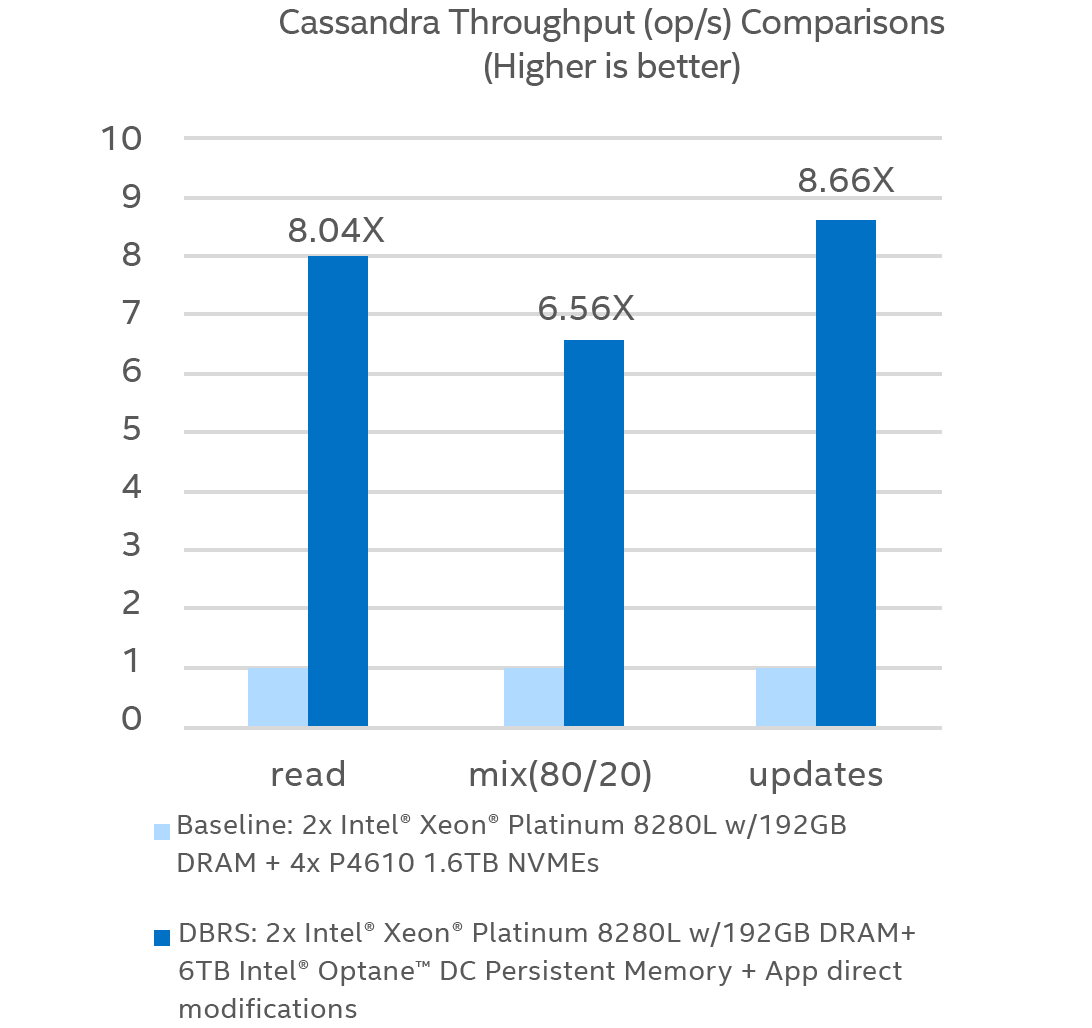 Cassandra Throughput (op/s) Comparisons
(Higher is better)
10
9
8
7
6
5
4
3
2
1
0
8.04X
6.56X
8.66X
read
mix(80/20)
updates
Baseline: 2x Intel® Xeon® Platinum 8280L w/192GB
DRAM + 4x P4610 1.6TB NVMEs
DBRS: 2x Intel® Xeon® Platinum 8280L w/192GB DRAM+
6TB Intel® Optane™ DC Persistent Memory + App direct
modifications